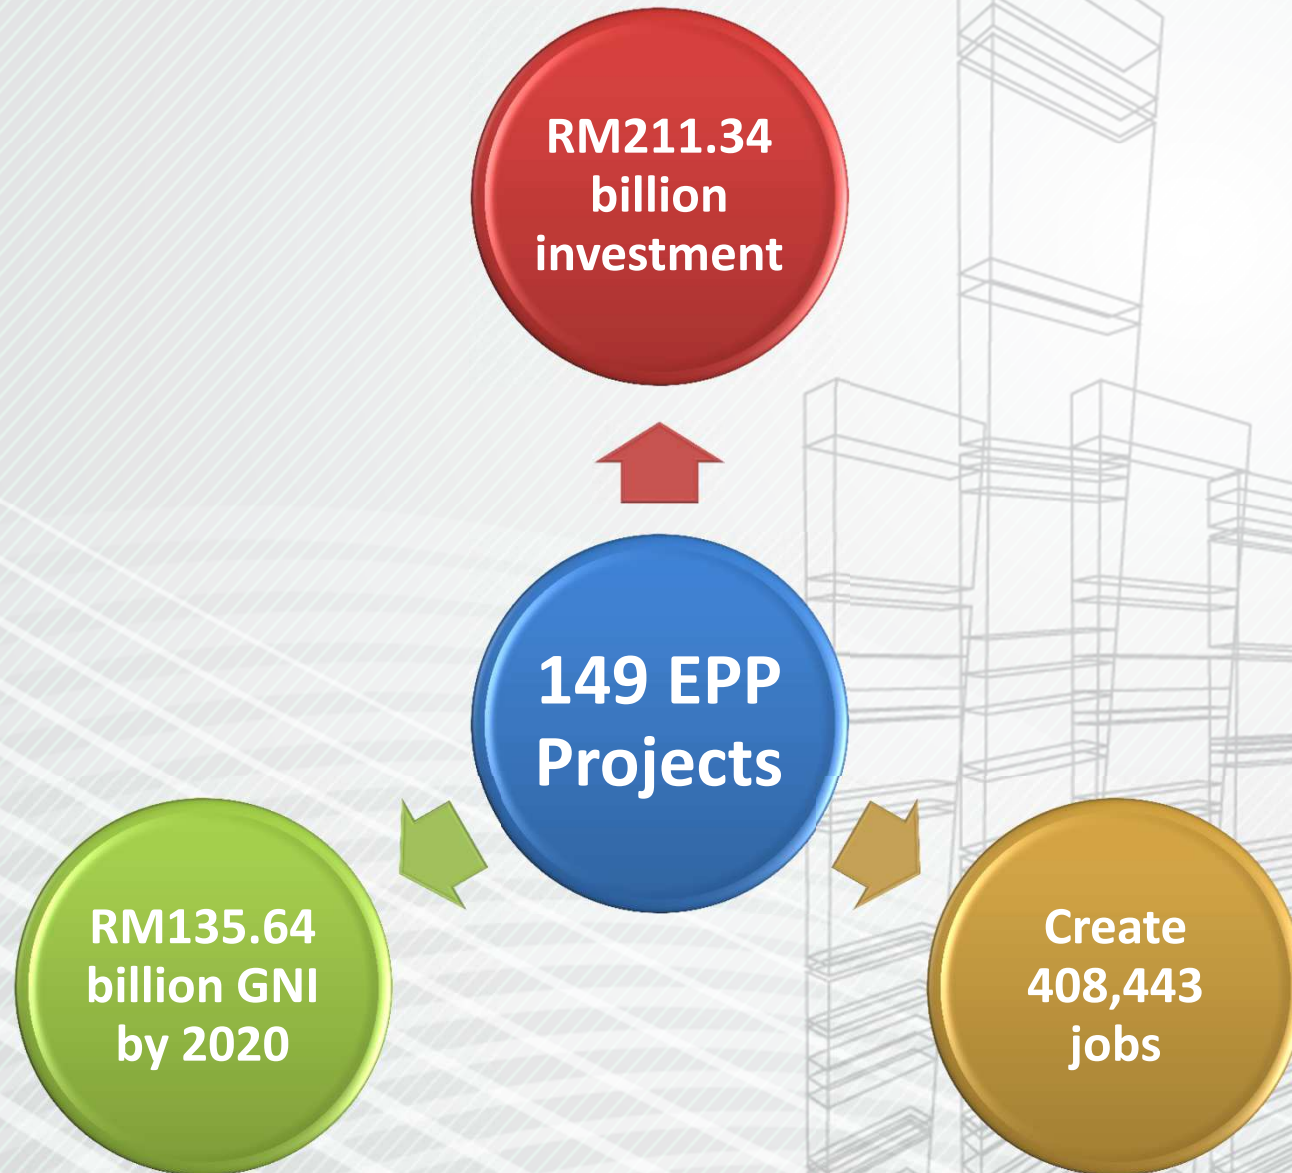 RM211.34
billion
investment
149 EPP
Projects
RM135.64
billion GNI
by 2020
Create
408,443
jobs